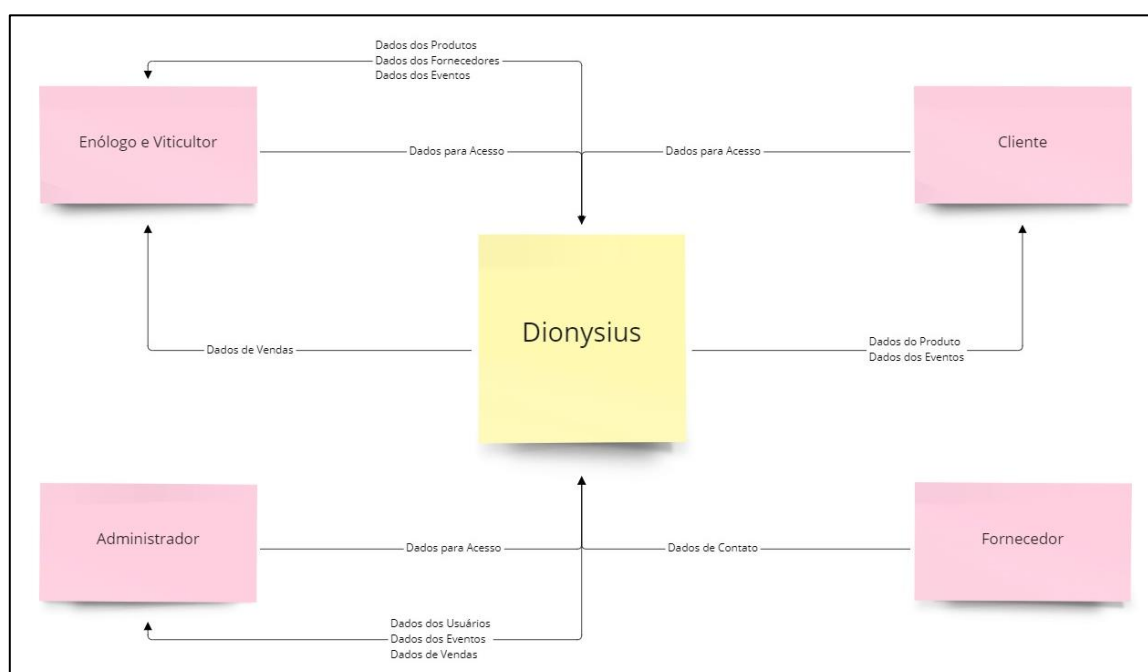 Dados dos Produtos
Dados dos Fornecedores
Dados dos Eventos
Enólogo e Viticultor
Dados para Acesso
Dados para Acesso
Cliente
Dionysius
Dados de Vendas
Dados do Produto
Dados dos Eventos
Administrador
Dados para Acesso
Dados de Contato
Fornecedor
Dados dos Usuários
Dados dos Eventos
Dados de Vendas